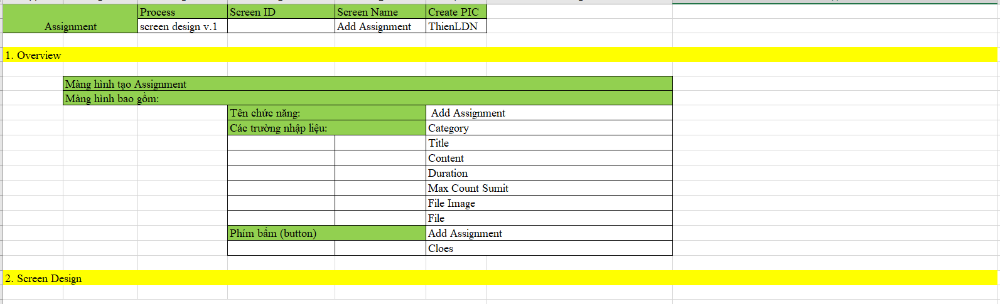 Process Screen ID Screen Name Create PIC
Assignment screen design v.1 Add Assignment ThienLDN
1. Overview
Màng hình tạo Assignment
Màng hình bao gồm:
Tên chức năng: Add Assignment
Các trường nhập liệu: Category
Title
Content
Duration
Max Count Sumit
File Image
File
Phím bấm (button) Add Assignment
Cloes
2. Screen Design